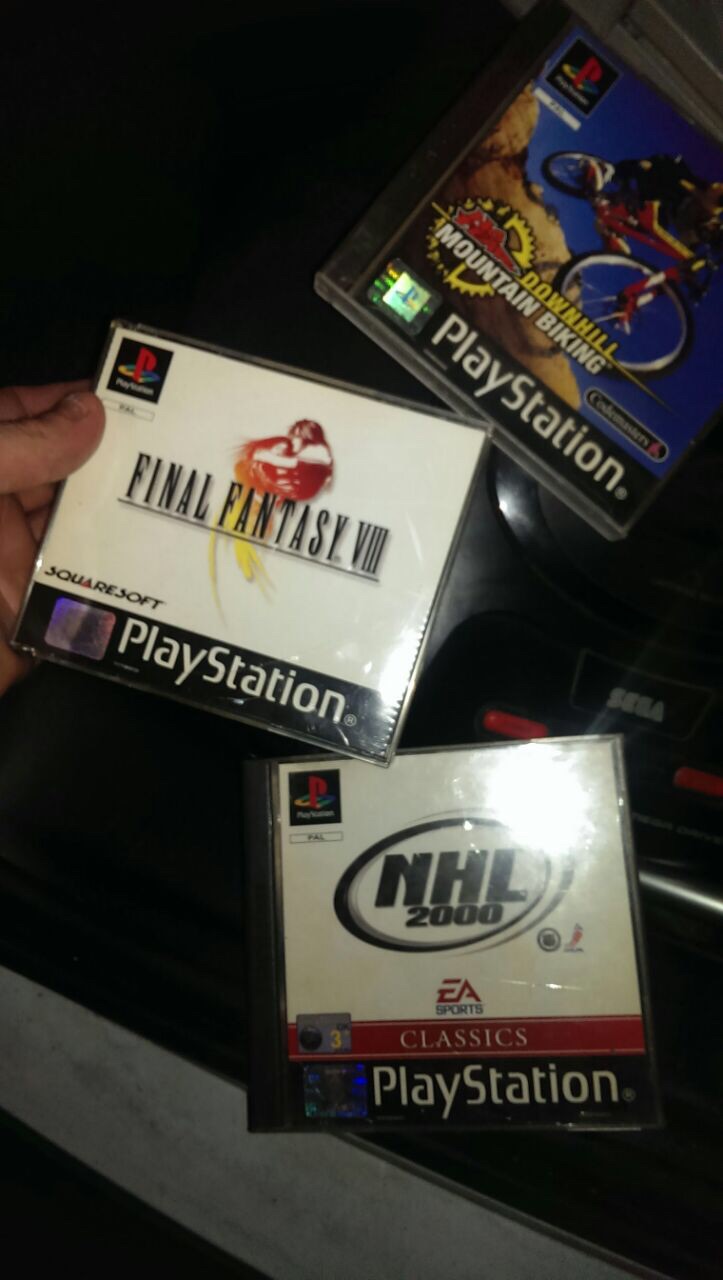 PlayStation
PAL
DOWNHILL
MOUNTAIN BIKING
Codemasters
PlayStation®
PlayStation
PAL
FINAL FANTASY VIII
SQUARESOFT
PlayStation®
SEGA
PlayStation
PAL
NHL
2000
EA
SPORTS
3
CLASSICS
PlayStation®